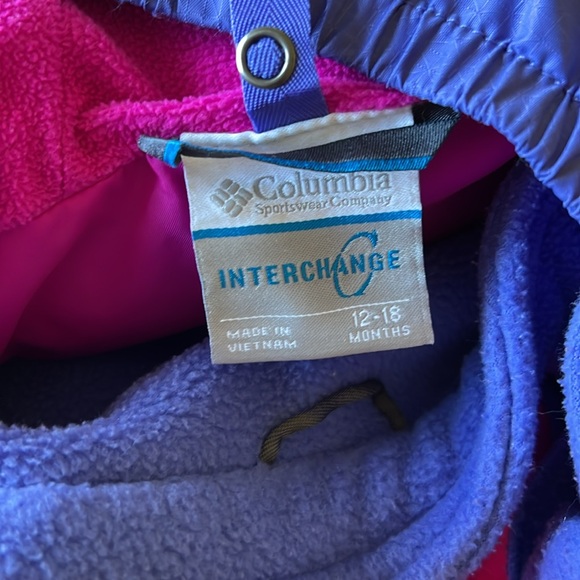 Columbia
Sportswear Company
INTERCHANGE
12-18
MONTHS
MADE IN
VIETNAM